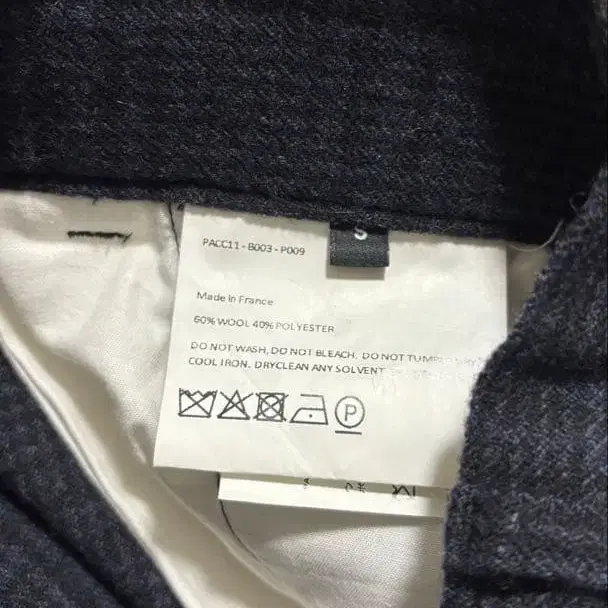 S
PACC11 - B003 - P009
Made in France
60% WOOL 40% POLYESTER
DO NOT WASH, DO NOT BLEACH. DO NOT TUMBLE DRY
COOL IRON. DRYCLEAN ANY SOLVENT
P